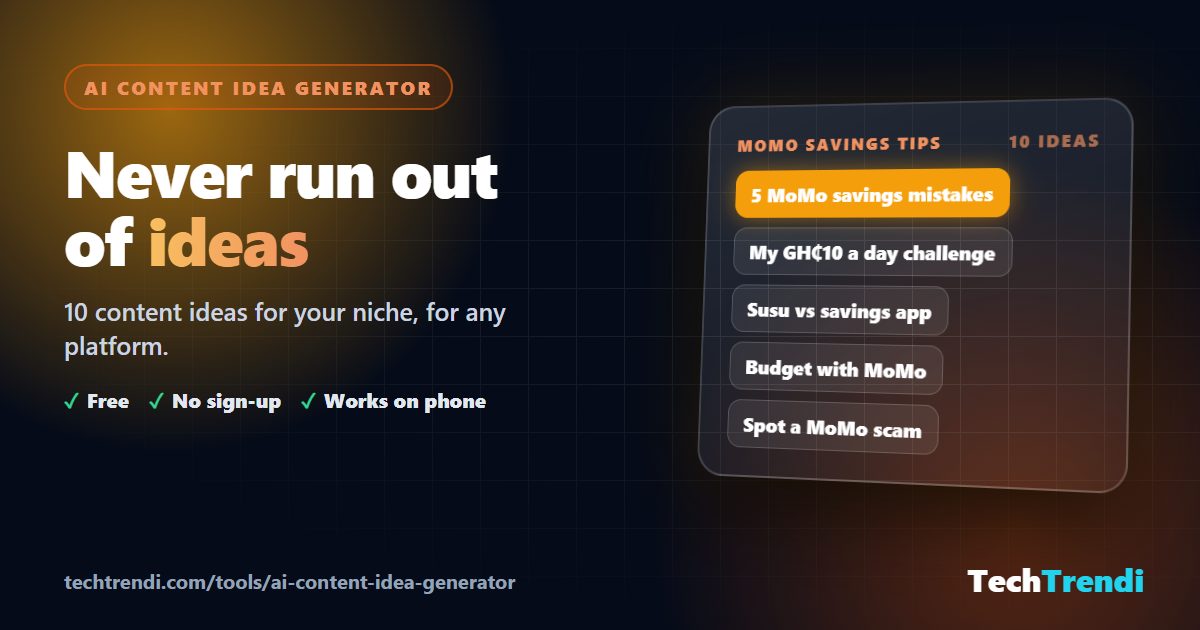 AI CONTENT IDEA GENERATOR
Never run out
of ideas
10 content ideas for your niche, for any
platform.
✓ Free ✓ No sign-up ✓ Works on phone
MOMO SAVINGS TIPS 10 IDEAS
5 MoMo savings mistakes
My GH₵10 a day challenge
Susu vs savings app
Budget with MoMo
Spot a MoMo scam
techtrendi.com/tools/ai-content-idea-generator
TechTrendi